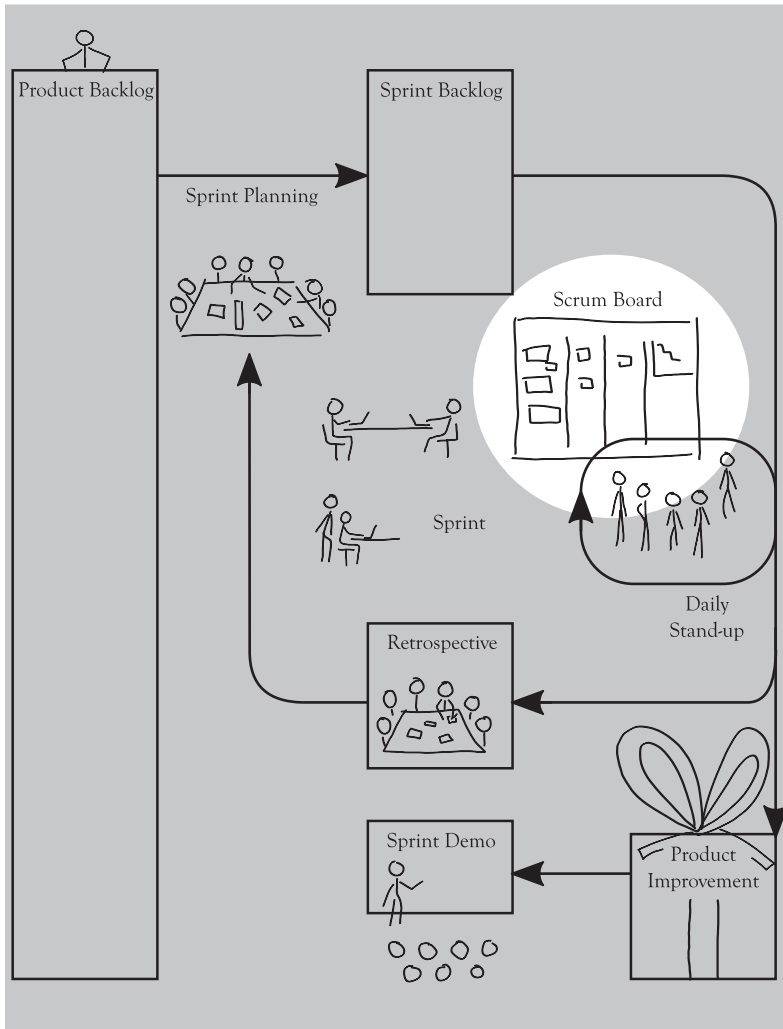 Product Backlog
Sprint Backlog
Sprint Planning
Scrum Board
Sprint
Daily
Stand-up
Retrospective
Sprint Demo
Product
Improvement